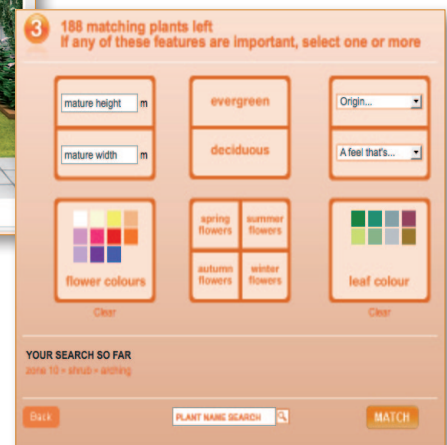 3
188 matching plants left
If any of these features are important, select one or more
mature height m
mature width m
evergreen
deciduous
Origin...
A feel that's...
flower colours
Clear
spring flowers
summer flowers
autumn flowers
winter flowers
leaf colour
Clear
YOUR SEARCH SO FAR
zone 10 » shrub » arching
Back
PLANT NAME SEARCH
MATCH